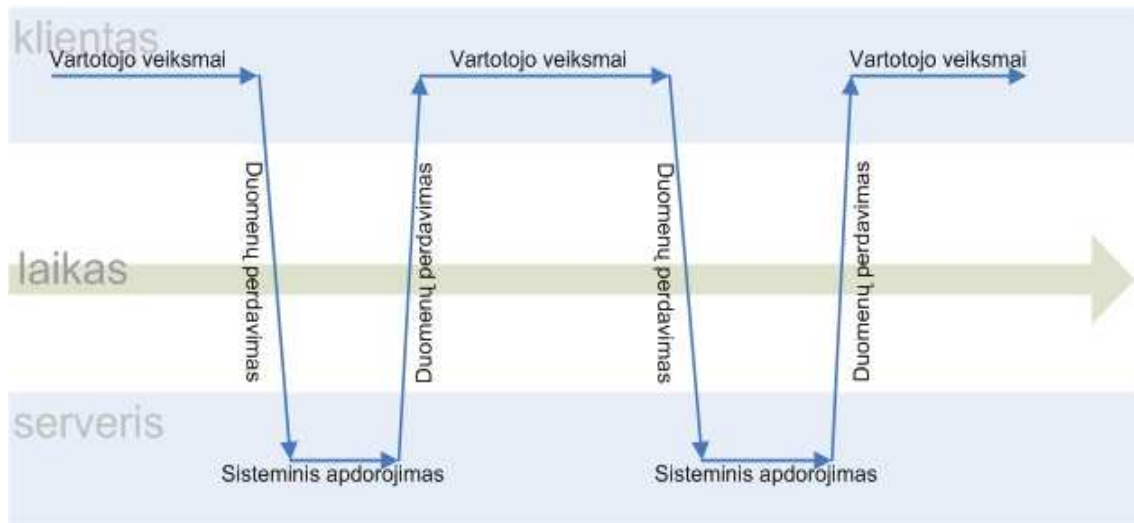 klientas
Vartotojo veiksmai
Vartotojo veiksmai
Vartotojo veiksmai
Duomenų perdavimas
Duomenų perdavimas
Duomenų perdavimas
Duomenų perdavimas
laikas
serveris
Sisteminis apdorojimas
Sisteminis apdorojimas